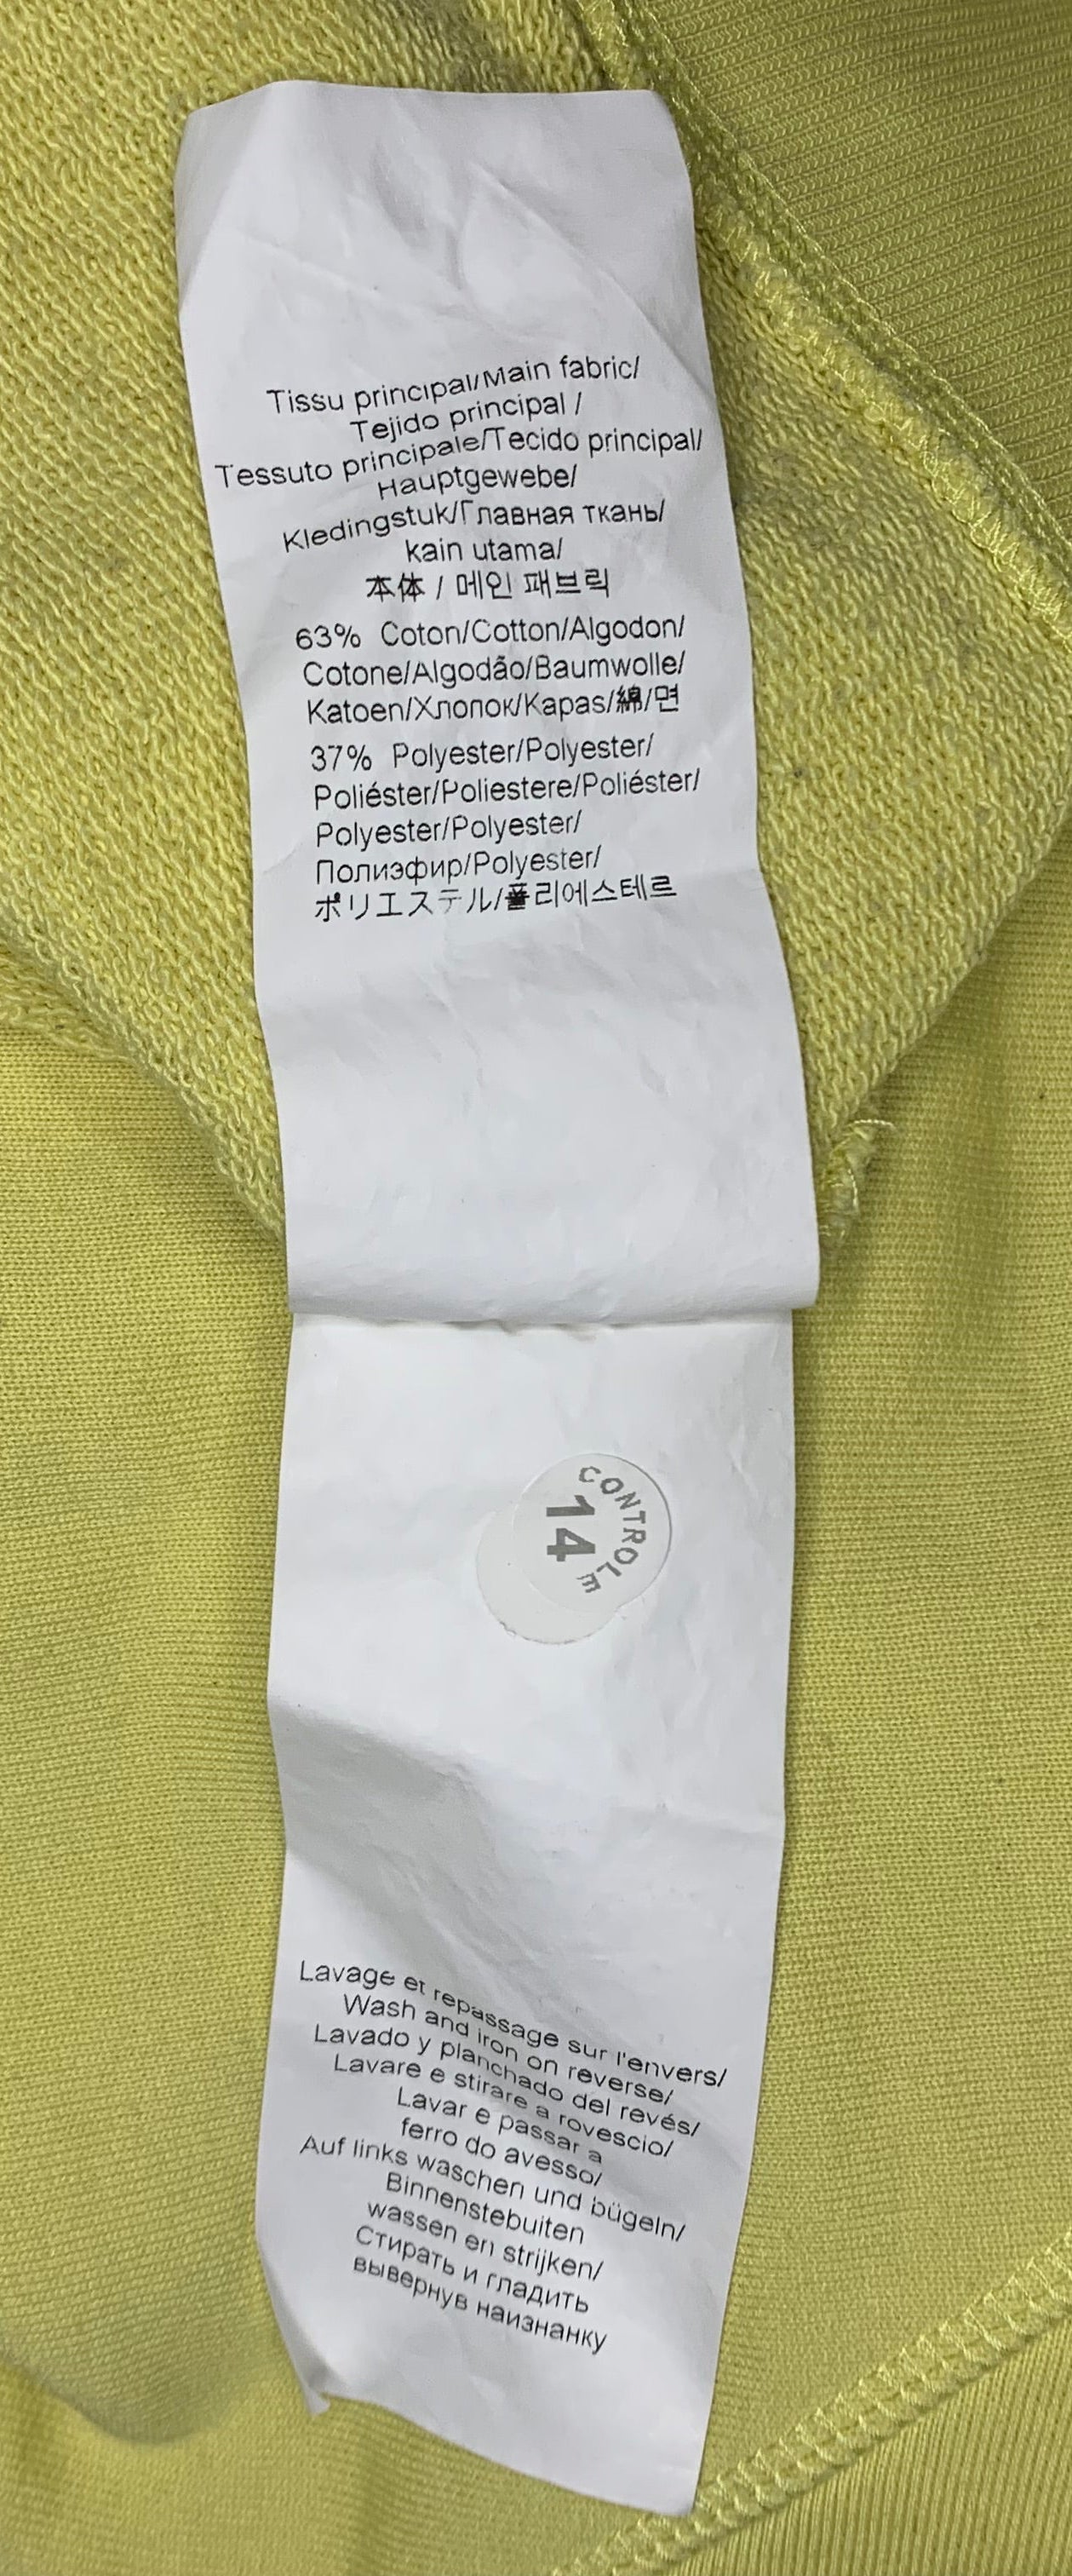 Tissu principal/Main fabric/
Tejido principal /
Tessuto principale/Tecido principal/
Hauptgewebe/
Kledingstuk/Главная ткань/
kain utama/
本体 / 메인 패브릭
63% Coton/Cotton/Algodon/
Cotone/Algodão/Baumwolle/
Katoen/Хлопок/Kapas/綿/면
37% Polyester/Polyester/
Poliéster/Poliestere/Poliéster/
Polyester/Polyester/
Полиэфир/Polyester/
ポリエステル/폴리에스테르
CONTROLE
14
Lavage et repassage sur l'envers/
Wash and iron on reverse/
Lavado y planchado del revés/
Lavare e stirare a rovescio/
Lavar e passar a
ferro do avesso/
Auf links waschen und bügeln/
Binnenstebuiten
wassen en strijken/
Стирать и гладить
вывернув наизнанку